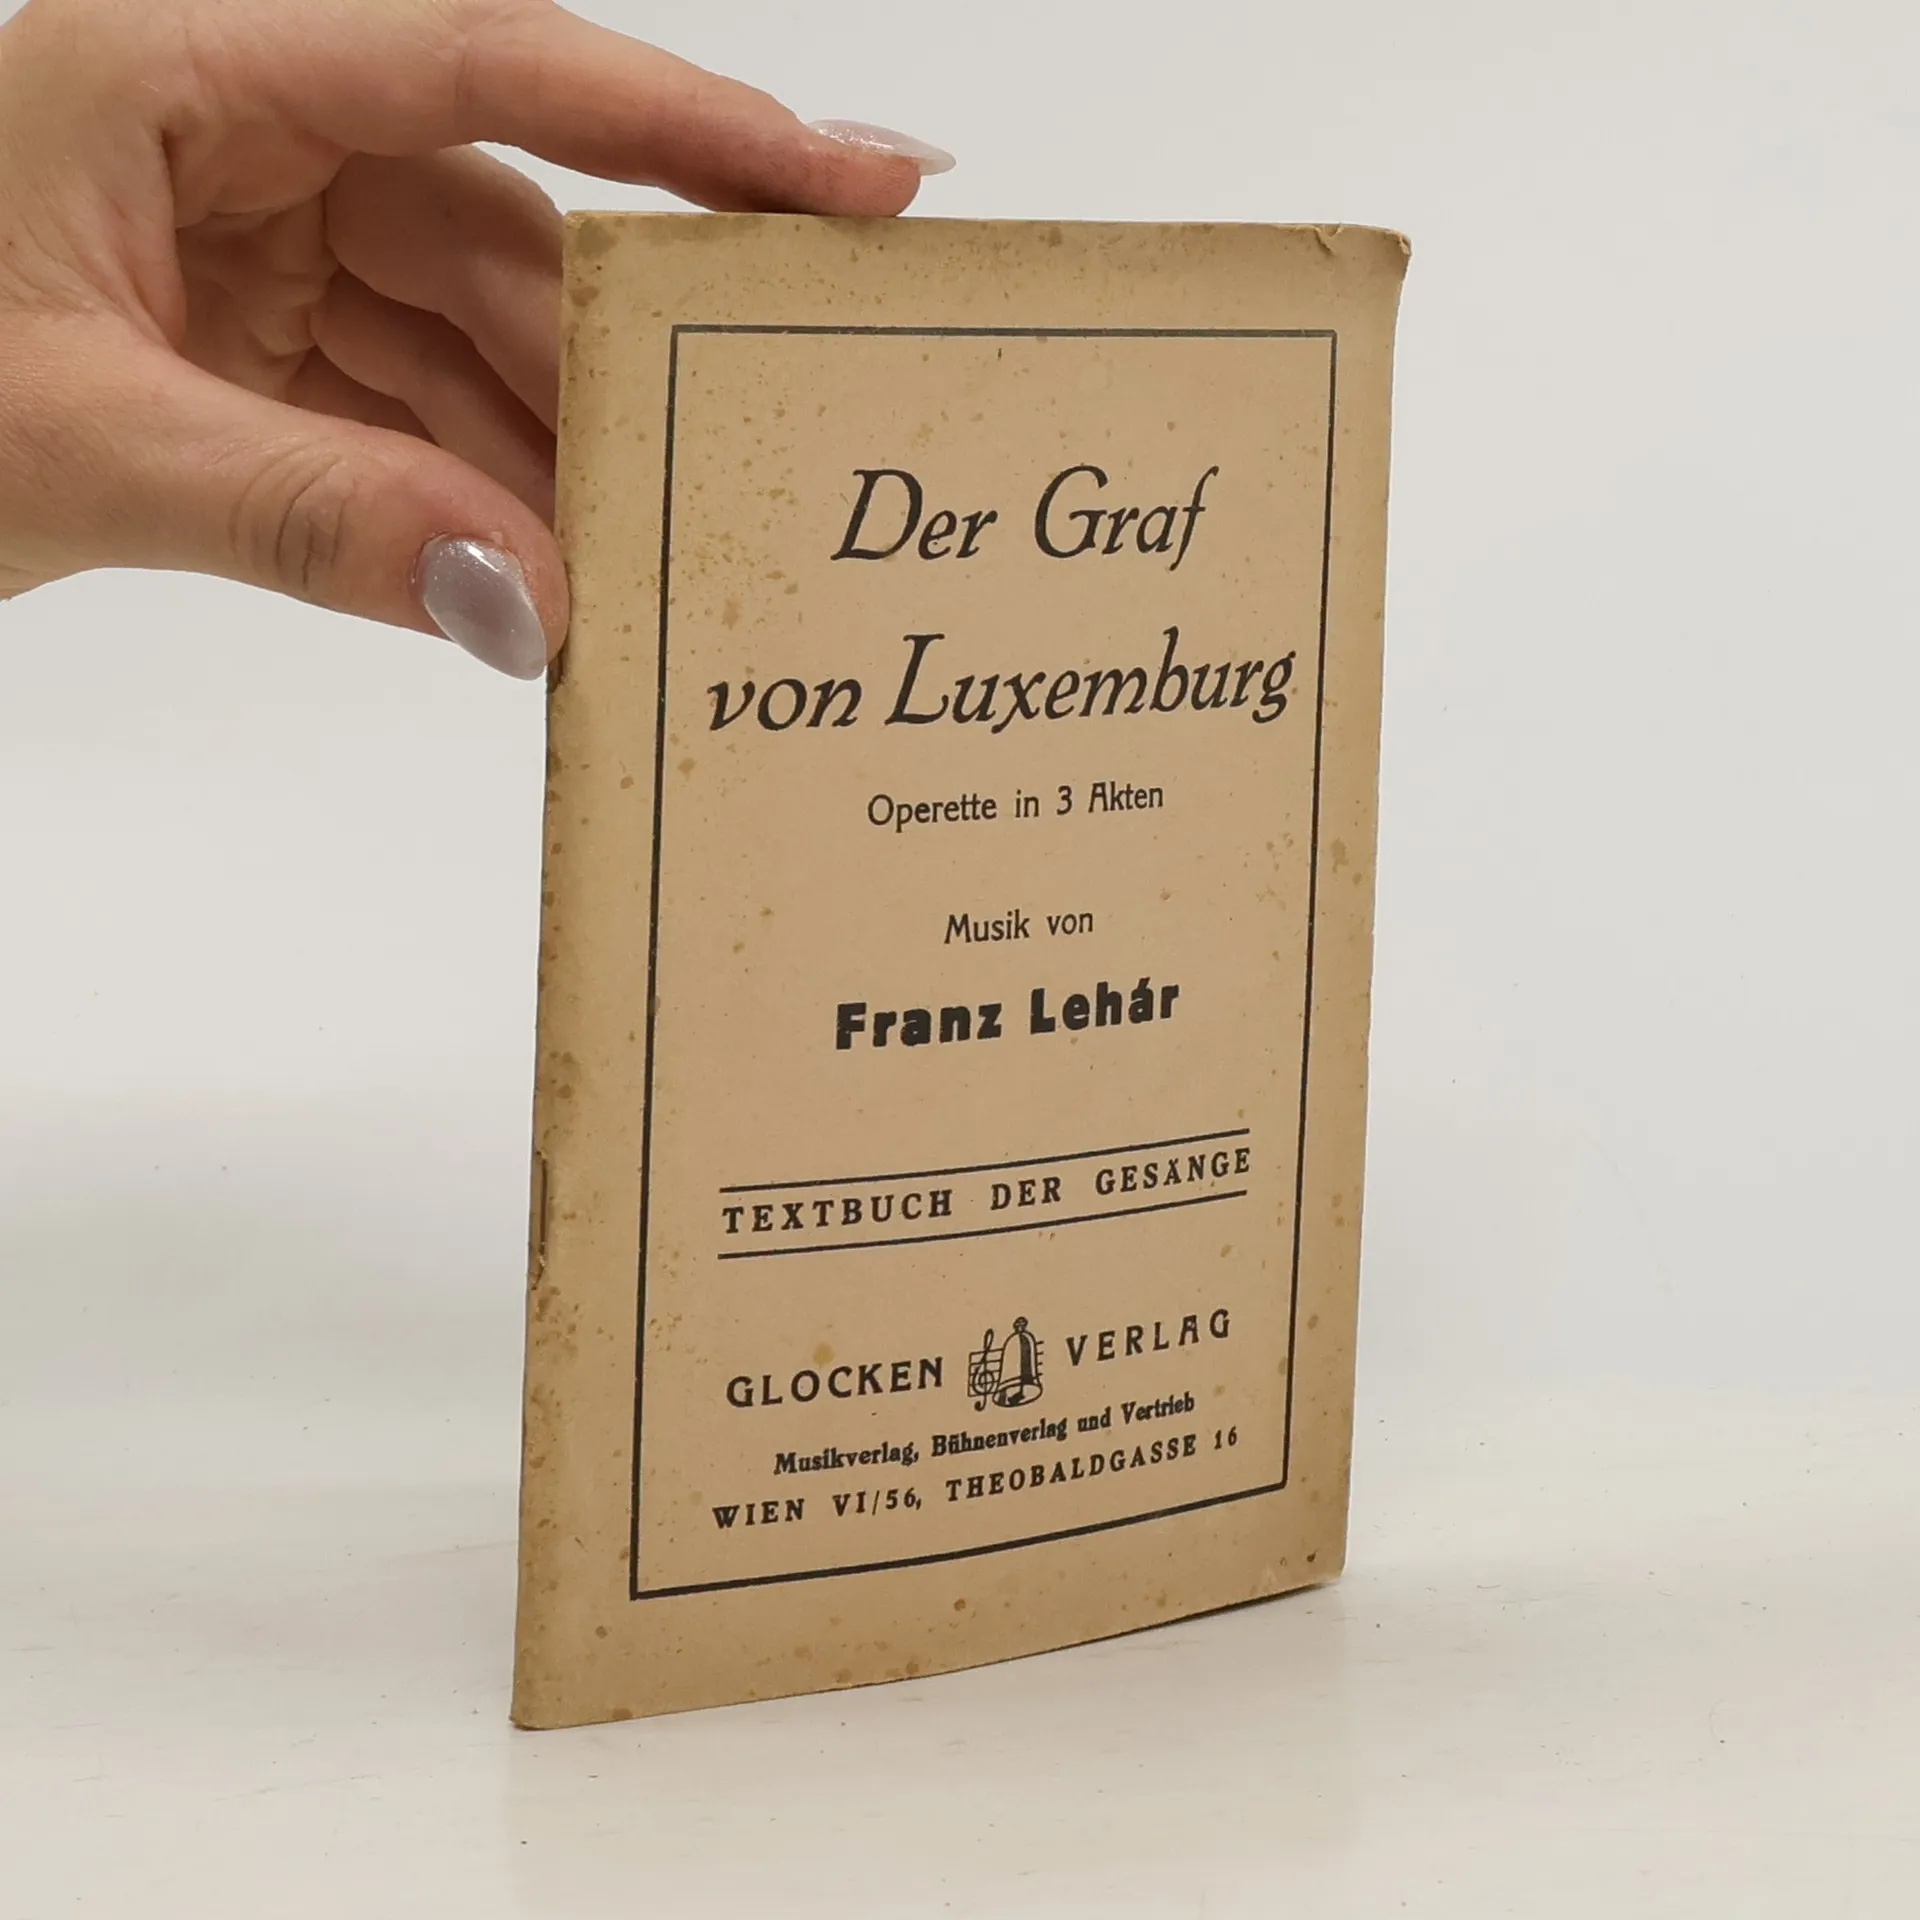 Der Graf
von Luxemburg
Operette in 3 Akten
Musik von
Franz Lehár
TEXTBUCH DER GESÄNGE
GLOCKEN VERLAG
Musikverlag, Bühnenverlag und Vertrieb
WIEN VI/56, THEOBALDGASSE 16